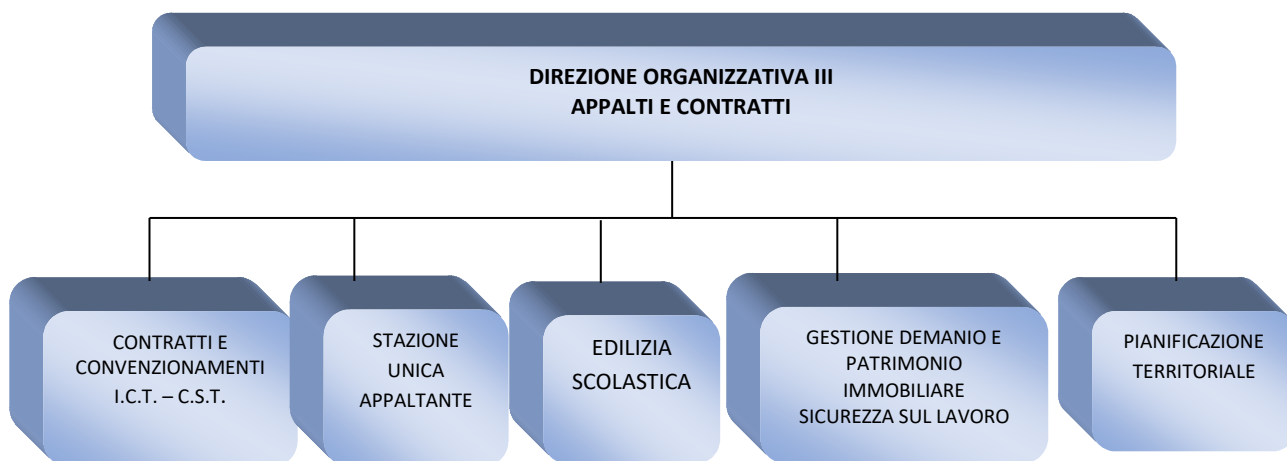 DIREZIONE ORGANIZZATIVA III
APPALTI E CONTRATTI
CONTRATTI E
CONVENZIONAMENTI
I.C.T. – C.S.T.
STAZIONE
UNICA
APPALTANTE
EDILIZIA
SCOLASTICA
GESTIONE DEMANIO E
PATRIMONIO
IMMOBILIARE
SICUREZZA SUL LAVORO
PIANIFICAZIONE
TERRITORIALE